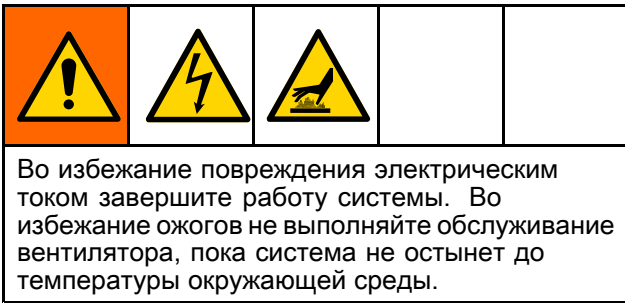 Во избежание повреждения электрическим
током завершите работу системы. Во
избежание ожогов не выполняйте обслуживание
вентилятора, пока система не остынет до
температуры окружающей среды.